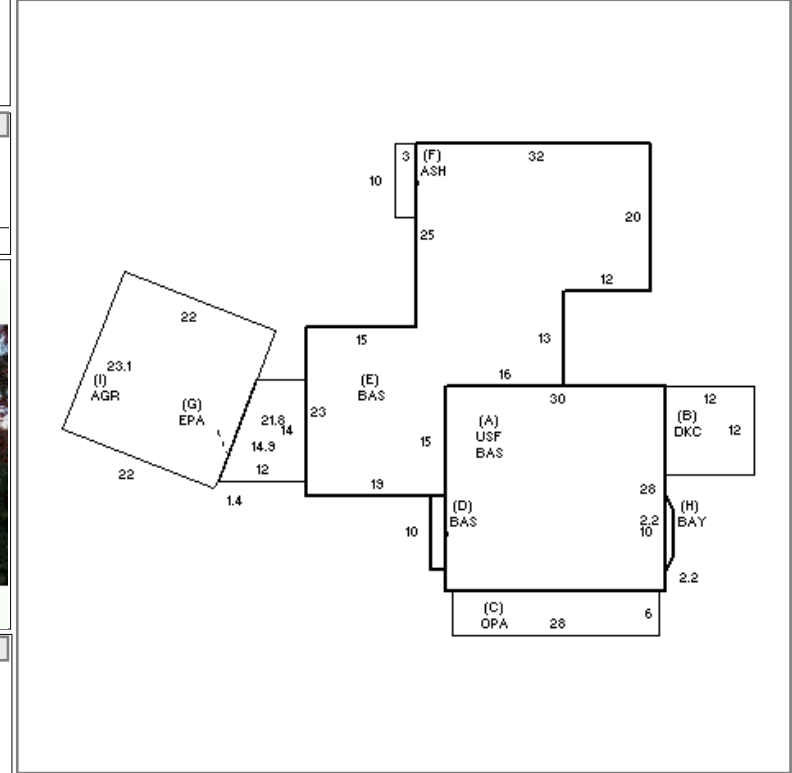 3 (F) 32
ASH
10
20
25
12
22
13
15
23.1
(I)
AGR
(E)
BAS
16
30
12
(G)
EPA
23
21.8
14
14.9
12
(A)
USF
BAS
(B)
DKC
12
15
22
19
1.4
28
(D)
BAS
10
2.2
10
(H)
BAY
2.2
(C)
OPA
28
6